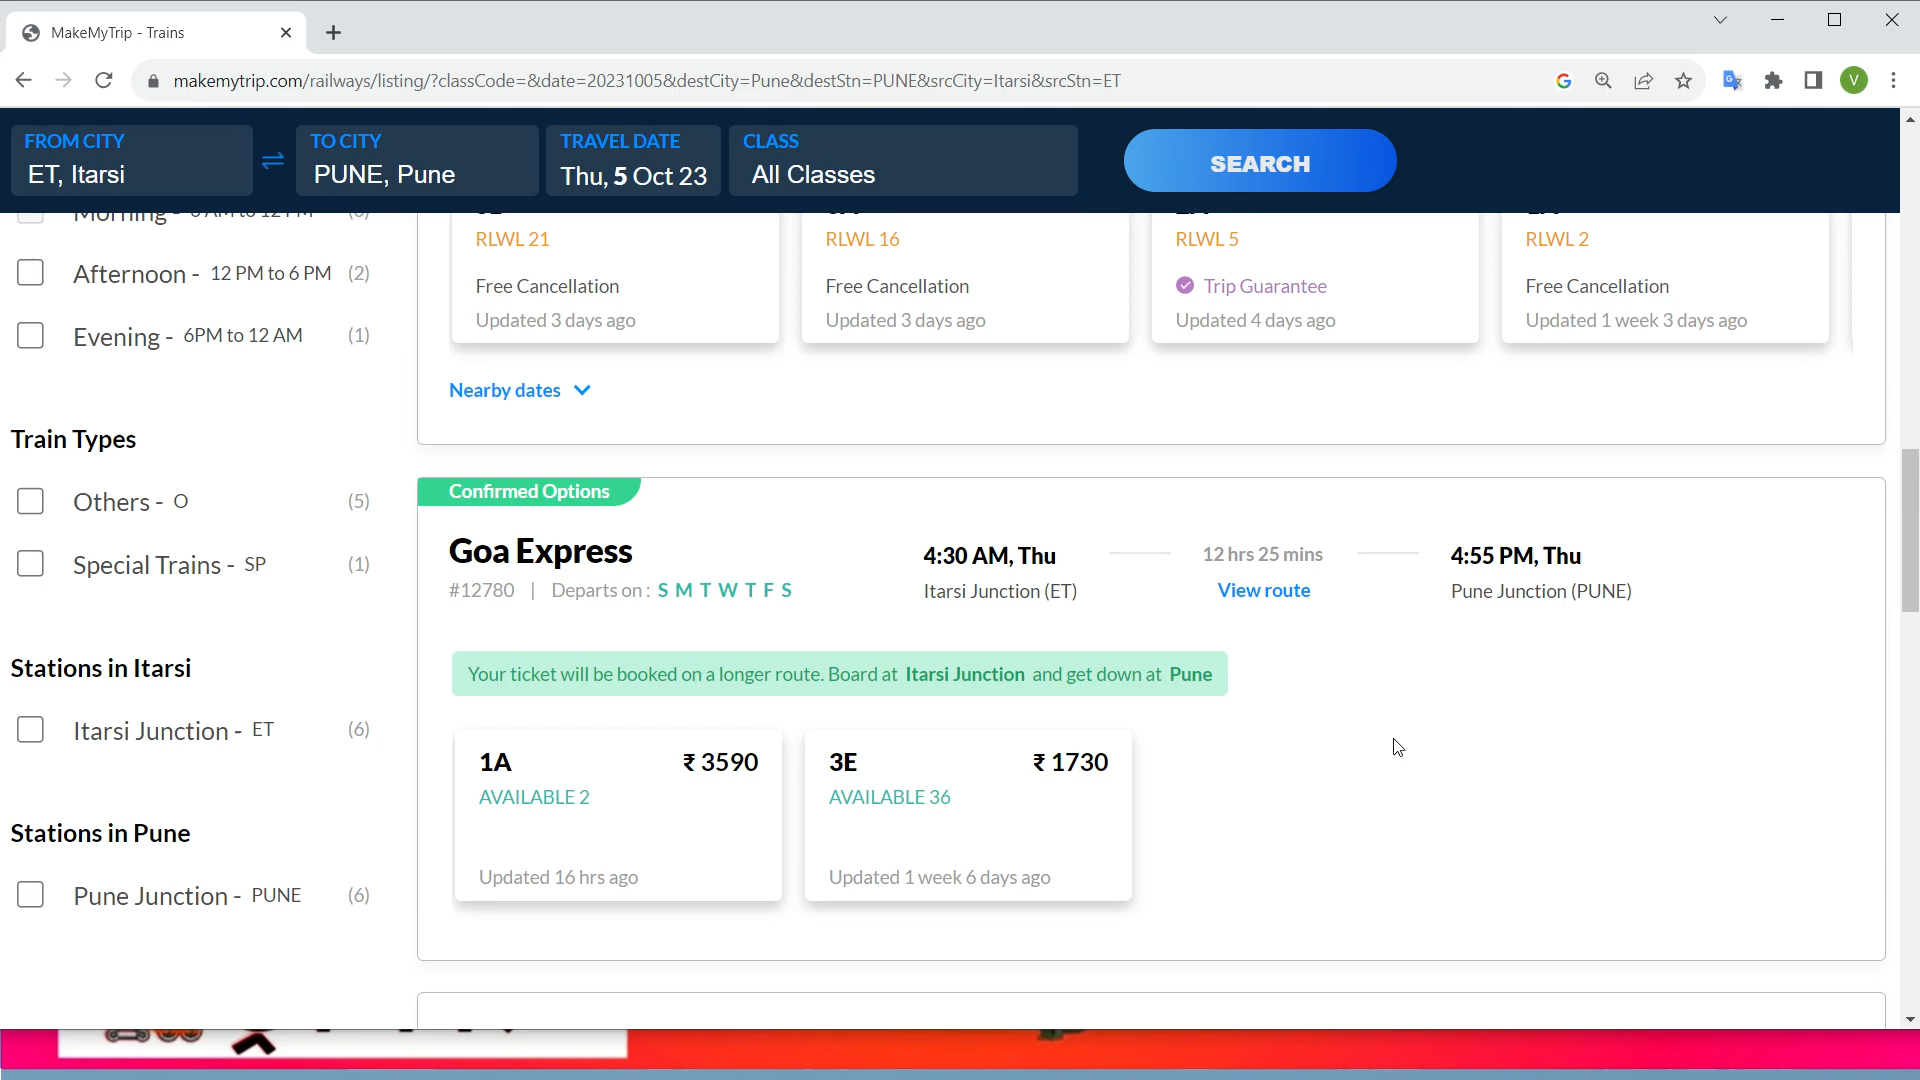 MakeMyTrip - Trains
makemytrip.com/railways/listing/?classCode=&date=20231005&destCity=Pune&destStn=PUNE&srcCity=Itarsi&srcStn=ET
V
FROM CITY
ET, Itarsi
TO CITY
PUNE, Pune
TRAVEL DATE
Thu, 5 Oct 23
CLASS
All Classes
SEARCH
Afternoon - 12 PM to 6 PM (2)
Evening - 6PM to 12 AM (1)
Train Types
Others - O (5)
Special Trains - SP (1)
Stations in Itarsi
Itarsi Junction - ET (6)
Stations in Pune
Pune Junction - PUNE (6)
RLWL 21
Free Cancellation
Updated 3 days ago
RLWL 16
Free Cancellation
Updated 3 days ago
RLWL 5
Trip Guarantee
Updated 4 days ago
RLWL 2
Free Cancellation
Updated 1 week 3 days ago
Nearby dates
Confirmed Options
Goa Express
#12780 | Departs on : S M T W T F S
4:30 AM, Thu
Itarsi Junction (ET)
12 hrs 25 mins
View route
4:55 PM, Thu
Pune Junction (PUNE)
Your ticket will be booked on a longer route. Board at Itarsi Junction and get down at Pune
1A ₹ 3590
AVAILABLE 2
Updated 16 hrs ago
3E ₹ 1730
AVAILABLE 36
Updated 1 week 6 days ago